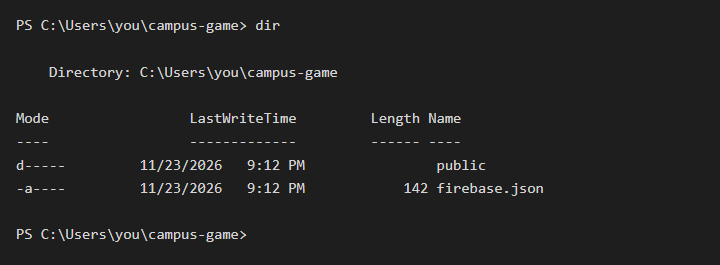 PS C:\Users\you\campus-game> dir
Directory: C:\Users\you\campus-game
Mode LastWriteTime Length Name
---- ------------- ------ ----
d----- 11/23/2026 9:12 PM public
-a---- 11/23/2026 9:12 PM 142 firebase.json
PS C:\Users\you\campus-game>